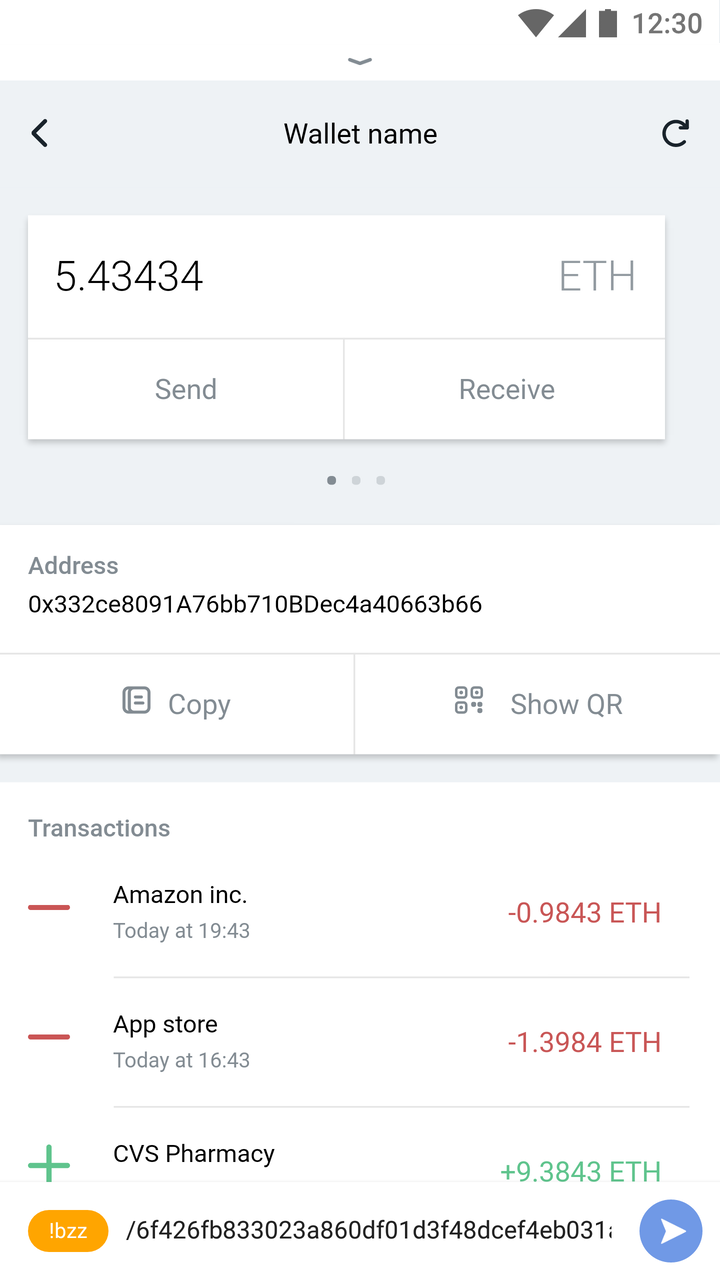 12:30
Wallet name
5.43434 ETH
Send Receive
Address
0x332ce8091A76bb710BDec4a40663b66
Copy Show QR
Transactions
Amazon inc.
Today at 19:43
-0.9843 ETH
App store
Today at 16:43
-1.3984 ETH
CVS Pharmacy
+9.3843 ETH
!bzz /6f426fb833023a860df01d3f48dcef4eb031